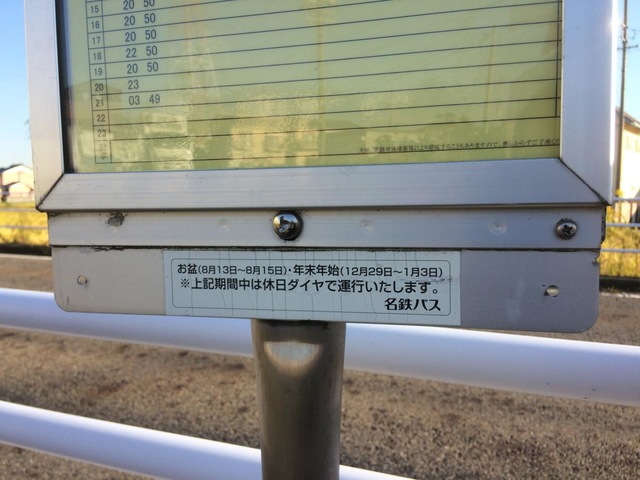 15 20 50
16 20 50
17 20 50
18 22 50
19 20 50
20 23
21 03 49
22
23
お盆(8月13日~8月15日)・年末年始(12月29日~1月3日)
※上記期間中は休日ダイヤで運行いたします。
名鉄バス